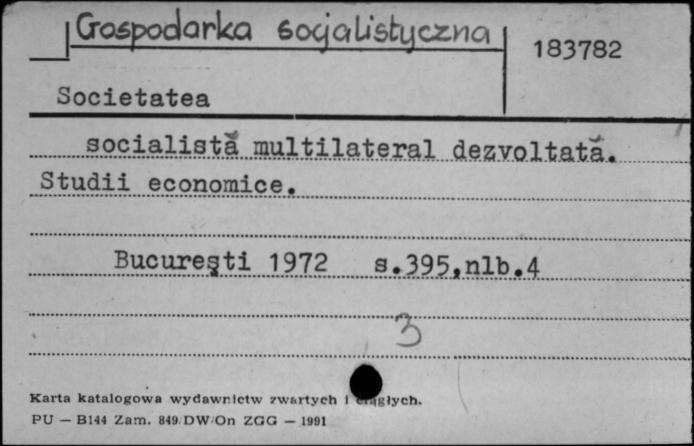 Gospodarka socjalistyczna
183782
Societatea
socialistă multilateral dezvoltată.
Studii economice.
Bucureşti 1972 s.395,nlb.4
3
Karta katalogowa wydawnictw zwartych i ciągłych.
PU — B144 Zam. 849/DW/On ZGG — 1991